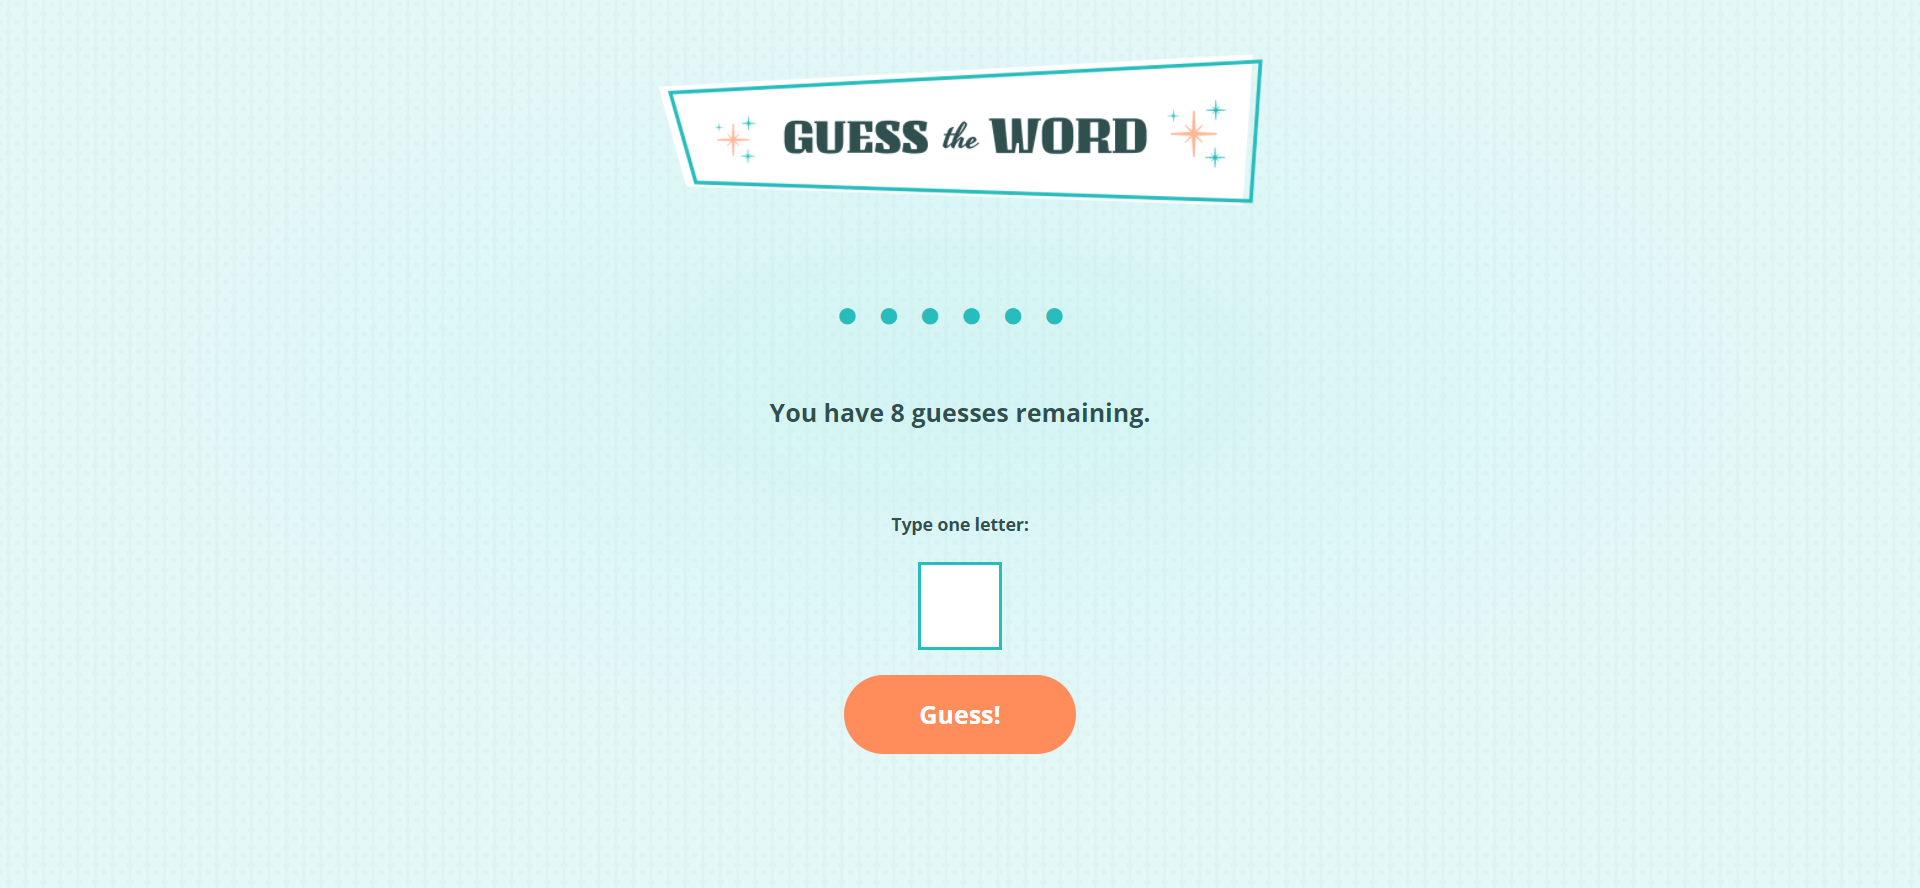 GUESS the WORD
● ● ● ● ● ●
You have 8 guesses remaining.
Type one letter:
Guess!